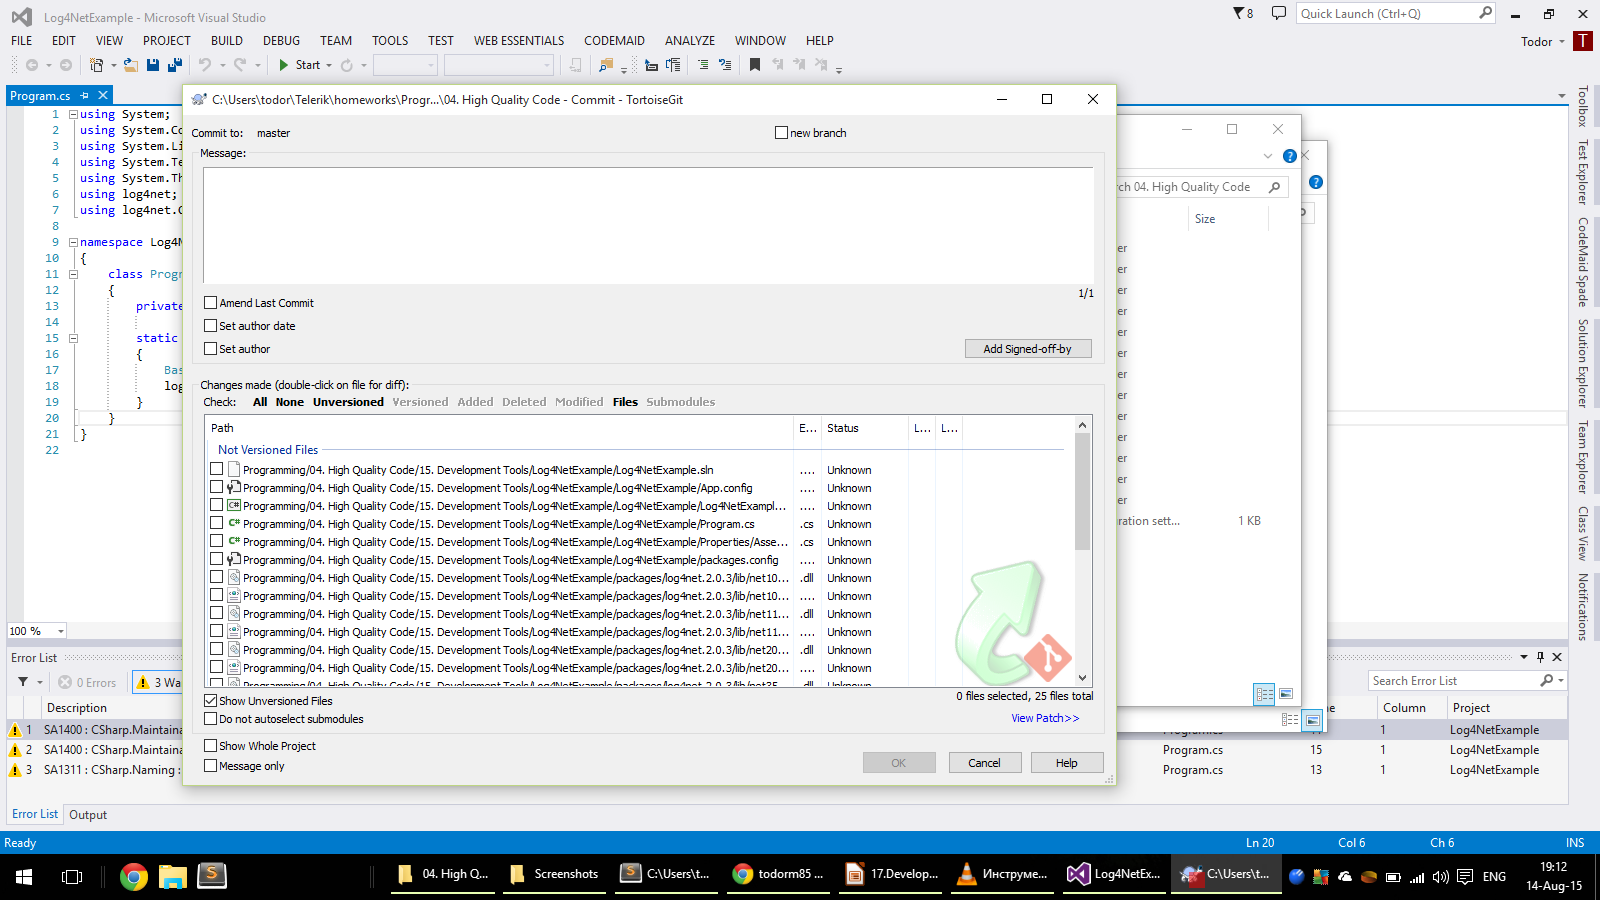 Log4NetExample - Microsoft Visual Studio
8
Quick Launch (Ctrl+Q)
FILE EDIT VIEW PROJECT BUILD DEBUG TEAM TOOLS TEST WEB ESSENTIALS CODEMAID ANALYZE WINDOW HELP
Todor
T
Start
Program.cs
1 using System;
2 using System.Co
3 using System.Li
4 using System.Te
5 using System.Th
6 using log4net;
7 using log4net.C
8
9 namespace Log4N
10 {
11 class Progr
12 {
13 private
14
15 static
16 {
17 Bas
18 log
19 }
20 }
21 }
22
100 %
C:\Users\todor\Telerik\homeworks\Progr...\04. High Quality Code - Commit - TortoiseGit
Commit to: master
new branch
Message:
1/1
Amend Last Commit
Set author date
Set author
Add Signed-off-by
Changes made (double-click on file for diff):
Check: All None Unversioned Versioned Added Deleted Modified Files Submodules
Path E... Status L... L...
Not Versioned Files
Programming/04. High Quality Code/15. Development Tools/Log4NetExample/Log4NetExample.sln .... Unknown
Programming/04. High Quality Code/15. Development Tools/Log4NetExample/Log4NetExample/App.config .... Unknown
Programming/04. High Quality Code/15. Development Tools/Log4NetExample/Log4NetExample/Log4NetExampl... .... Unknown
Programming/04. High Quality Code/15. Development Tools/Log4NetExample/Log4NetExample/Program.cs .cs Unknown
Programming/04. High Quality Code/15. Development Tools/Log4NetExample/Log4NetExample/Properties/Asse... .cs Unknown
Programming/04. High Quality Code/15. Development Tools/Log4NetExample/Log4NetExample/packages.config .... Unknown
Programming/04. High Quality Code/15. Development Tools/Log4NetExample/packages/log4net.2.0.3/lib/net10... .dll Unknown
Programming/04. High Quality Code/15. Development Tools/Log4NetExample/packages/log4net.2.0.3/lib/net10... .... Unknown
Programming/04. High Quality Code/15. Development Tools/Log4NetExample/packages/log4net.2.0.3/lib/net11... .dll Unknown
Programming/04. High Quality Code/15. Development Tools/Log4NetExample/packages/log4net.2.0.3/lib/net11... .... Unknown
Programming/04. High Quality Code/15. Development Tools/Log4NetExample/packages/log4net.2.0.3/lib/net20... .dll Unknown
Programming/04. High Quality Code/15. Development Tools/Log4NetExample/packages/log4net.2.0.3/lib/net20... .... Unknown
Show Unversioned Files
0 files selected, 25 files total
Do not autoselect submodules
View Patch>>
Show Whole Project
Message only
OK Cancel Help
rch 04. High Quality Code
Size
er
er
er
er
er
er
er
er
er
er
er
er
er
ration sett... 1 KB
Toolbox
Test Explorer
CodeMaid Spade
Solution Explorer
Team Explorer
Class View
Notifications
Error List
0 Errors 3 Wa
Search Error List
Description ne Column Project
1 SA1400 : CSharp.Maintaina 1 Log4NetExample
2 SA1400 : CSharp.Maintaina Program.cs 15 1 Log4NetExample
3 SA1311 : CSharp.Naming : Program.cs 13 1 Log4NetExample
Error List Output
Ready Ln 20 Col 6 Ch 6 INS
04. High Q...
Screenshots
C:\Users\t...
todorm85 ...
17.Develop...
Инструме...
Log4NetEx...
C:\Users\t...
ENG
19:12
14-Aug-15